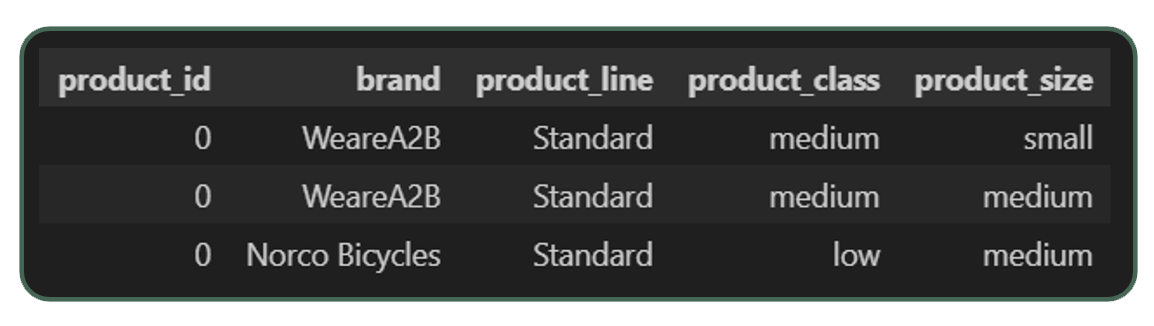 product_id brand product_line product_class product_size
0 WeareA2B Standard medium small
0 WeareA2B Standard medium medium
0 Norco Bicycles Standard low medium